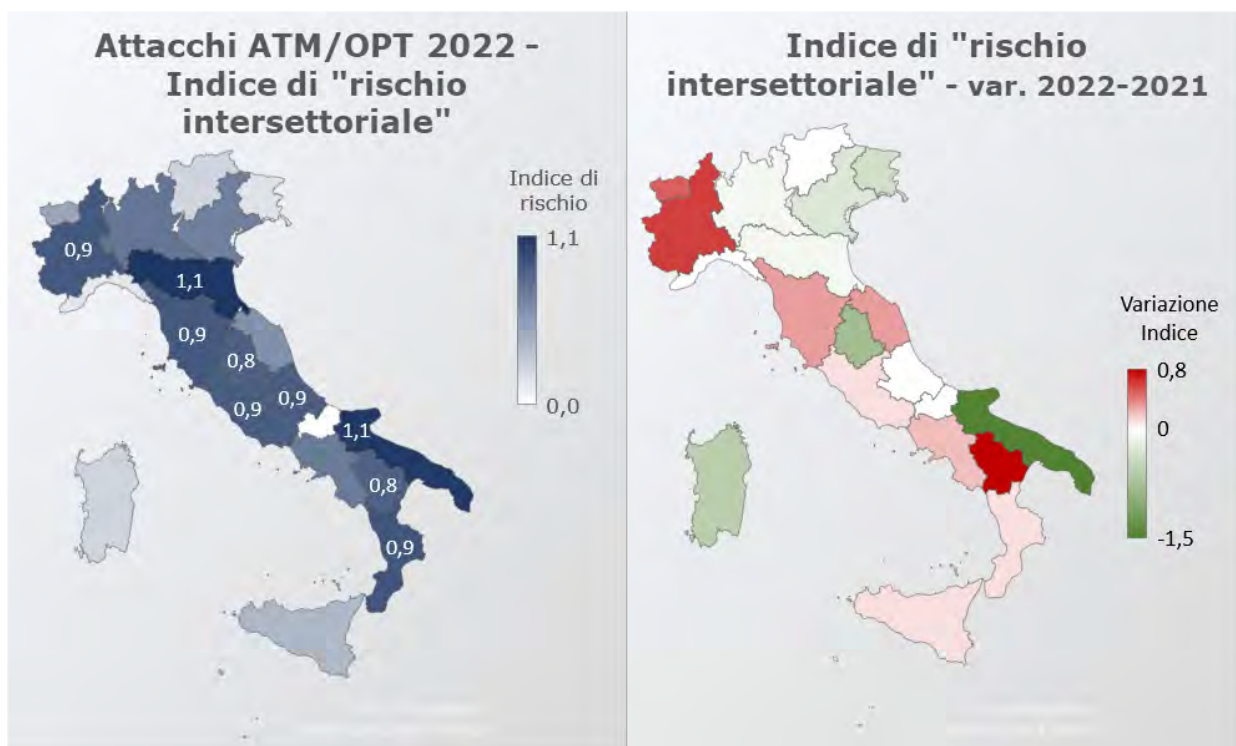 Attacchi ATM/OPT 2022 -
Indice di "rischio
intersettoriale"
Indice di
rischio
1,1
0,0
0,9
1,1
0,9
0,8
0,9
0,9
1,1
0,8
0,9
Indice di "rischio
intersettoriale" - var. 2022-2021
Variazione
Indice
0,8
0
-1,5